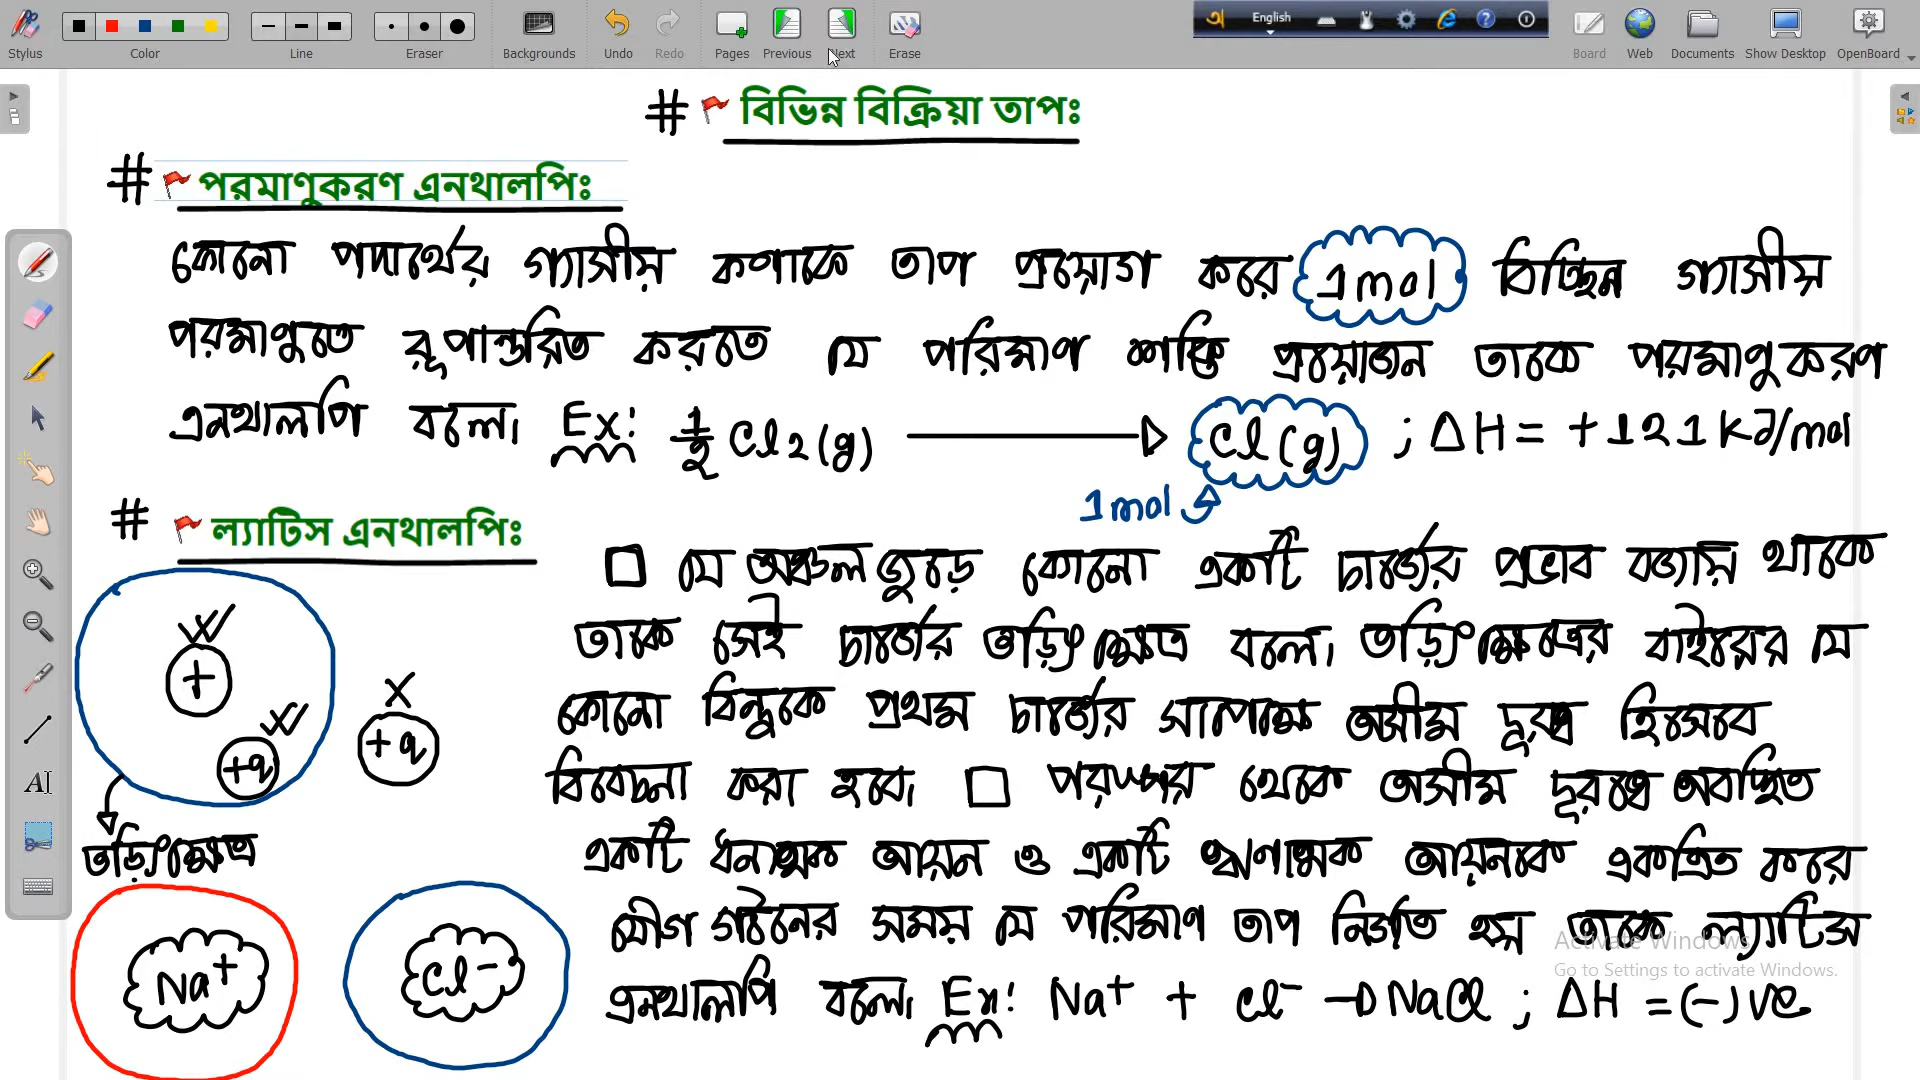 Stylus Color Line Eraser Backgrounds Undo Redo Pages Previous Next Erase English Board Web Documents Show Desktop OpenBoard
# বিভিন্ন বিক্রিয়া তাপঃ
# পরমাণুকরণ এনথালপিঃ
কোনো পদার্থের গ্যাসীয় কণাকে তাপ প্রয়োগ করে 1 mol বিচ্ছিন্ন গ্যাসীয়
পরমাণুতে রূপান্তরিত করতে যে পরিমাণ শক্তি প্রয়োজন তাকে পরমাণুকরণ
এনথালপি বলে। Ex: 1/2 Cl2 (g) → Cl (g) ; ΔH = +121 kJ/mol
1 mol
# ল্যাটিস এনথালপিঃ
□ যে অঞ্চল জুড়ে কোনো একটি চার্জের প্রভাব বজায় থাকে
তাকে সেই চার্জের তড়িৎক্ষেত্র বলে। তড়িৎক্ষেত্রের বাইরের যে
কোনো বিন্দুকে প্রথম চার্জের সাপেক্ষে অসীম দূরত্ব হিসেবে
বিবেচনা করা হবে। □ পরস্পর থেকে অসীম দূরত্বে অবস্থিত
একটি ধনাত্মক আয়ন ও একটি ঋণাত্মক আয়নকে একত্রিত করে
যৌগ গঠনের সময় যে পরিমাণ তাপ নির্গত হয় তাকে ল্যাটিস
এনথালপি বলে। Ex: Na⁺ + Cl⁻ → NaCl ; ΔH = (-)ve
+
+q
x
+q
তড়িৎক্ষেত্র
Na⁺
Cl⁻
AI
Activate Windows
Go to Settings to activate Windows.